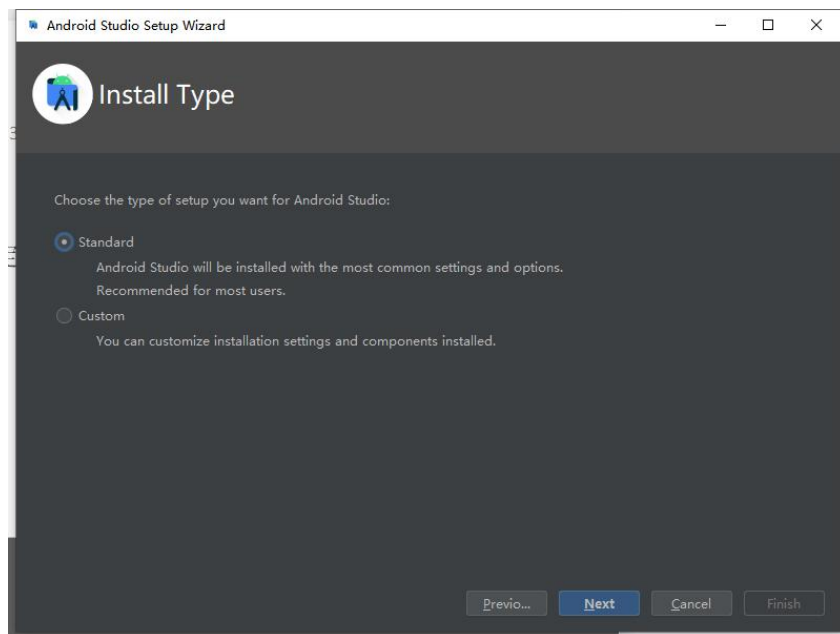 Android Studio Setup Wizard
Install Type
Choose the type of setup you want for Android Studio:
Standard
Android Studio will be installed with the most common settings and options.
Recommended for most users.
Custom
You can customize installation settings and components installed.
Previo...
Next
Cancel
Finish